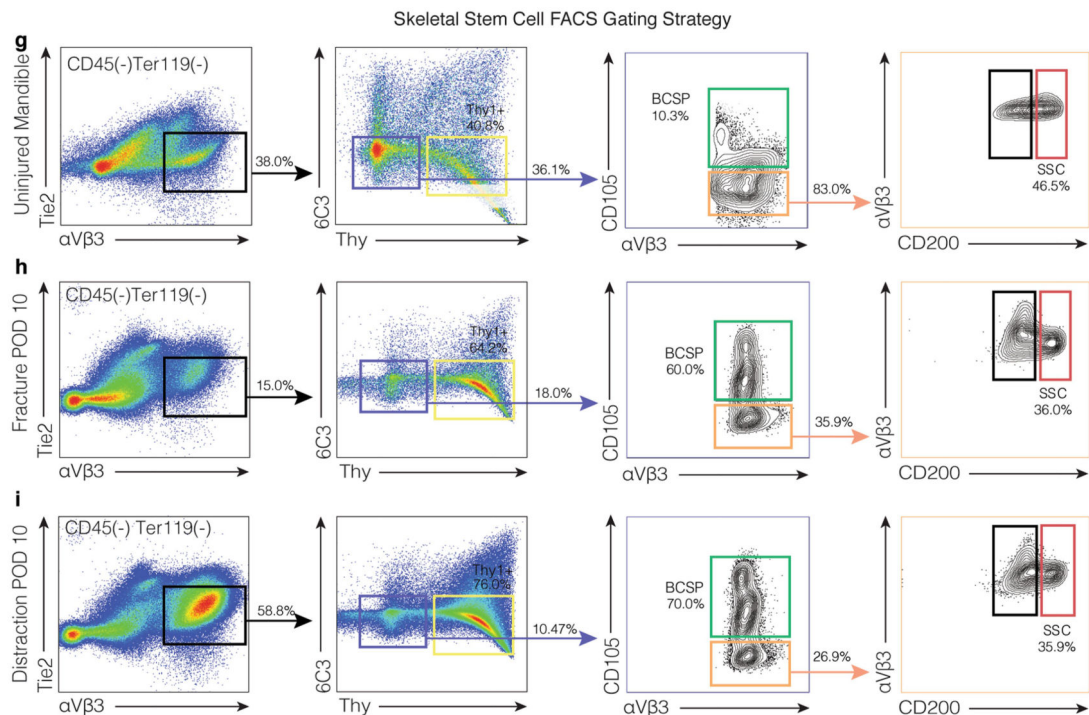 Skeletal Stem Cell FACS Gating Strategy
g
Uninjured Mandible
CD45(-)Ter119(-)
Tie2
αVβ3
38.0%
6C3
Thy
Thy1+
40.8%
36.1%
BCSP
10.3%
CD105
αVβ3
83.0%
αVβ3
CD200
SSC
46.5%
h
Fracture POD 10
CD45(-)Ter119(-)
Tie2
αVβ3
15.0%
6C3
Thy
Thy1+
64.2%
18.0%
BCSP
60.0%
CD105
αVβ3
35.9%
αVβ3
CD200
SSC
36.0%
i
Distraction POD 10
CD45(-) Ter119(-)
Tie2
αVβ3
58.8%
6C3
Thy
Thy1+
76.0%
10.47%
BCSP
70.0%
CD105
αVβ3
26.9%
αVβ3
CD200
SSC
35.9%